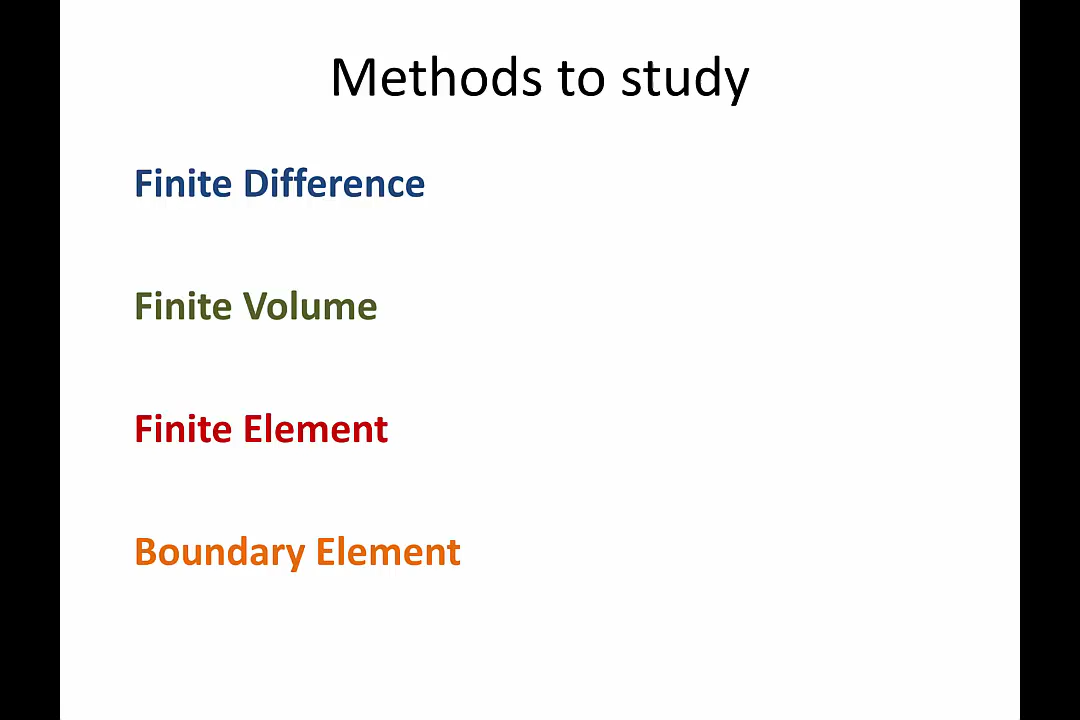 Methods to study
Finite Difference
Finite Volume
Finite Element
Boundary Element